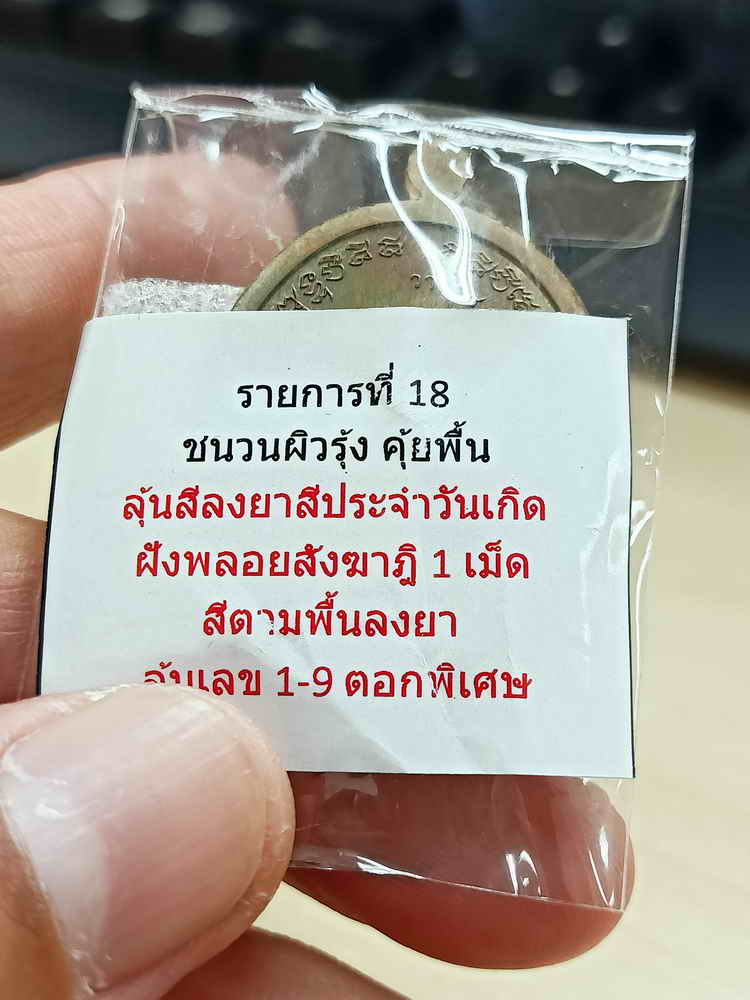 รายการที่ 18
ชนวนผิวรุ้ง คุ้ยพื้น
ลุ้นสีลงยาสีประจำวันเกิด
ฝังพลอยสังฆาฎิ 1 เม็ด
สีตามพื้นลงยา
ลุ้นเลข 1-9 ตอกพิเศษ